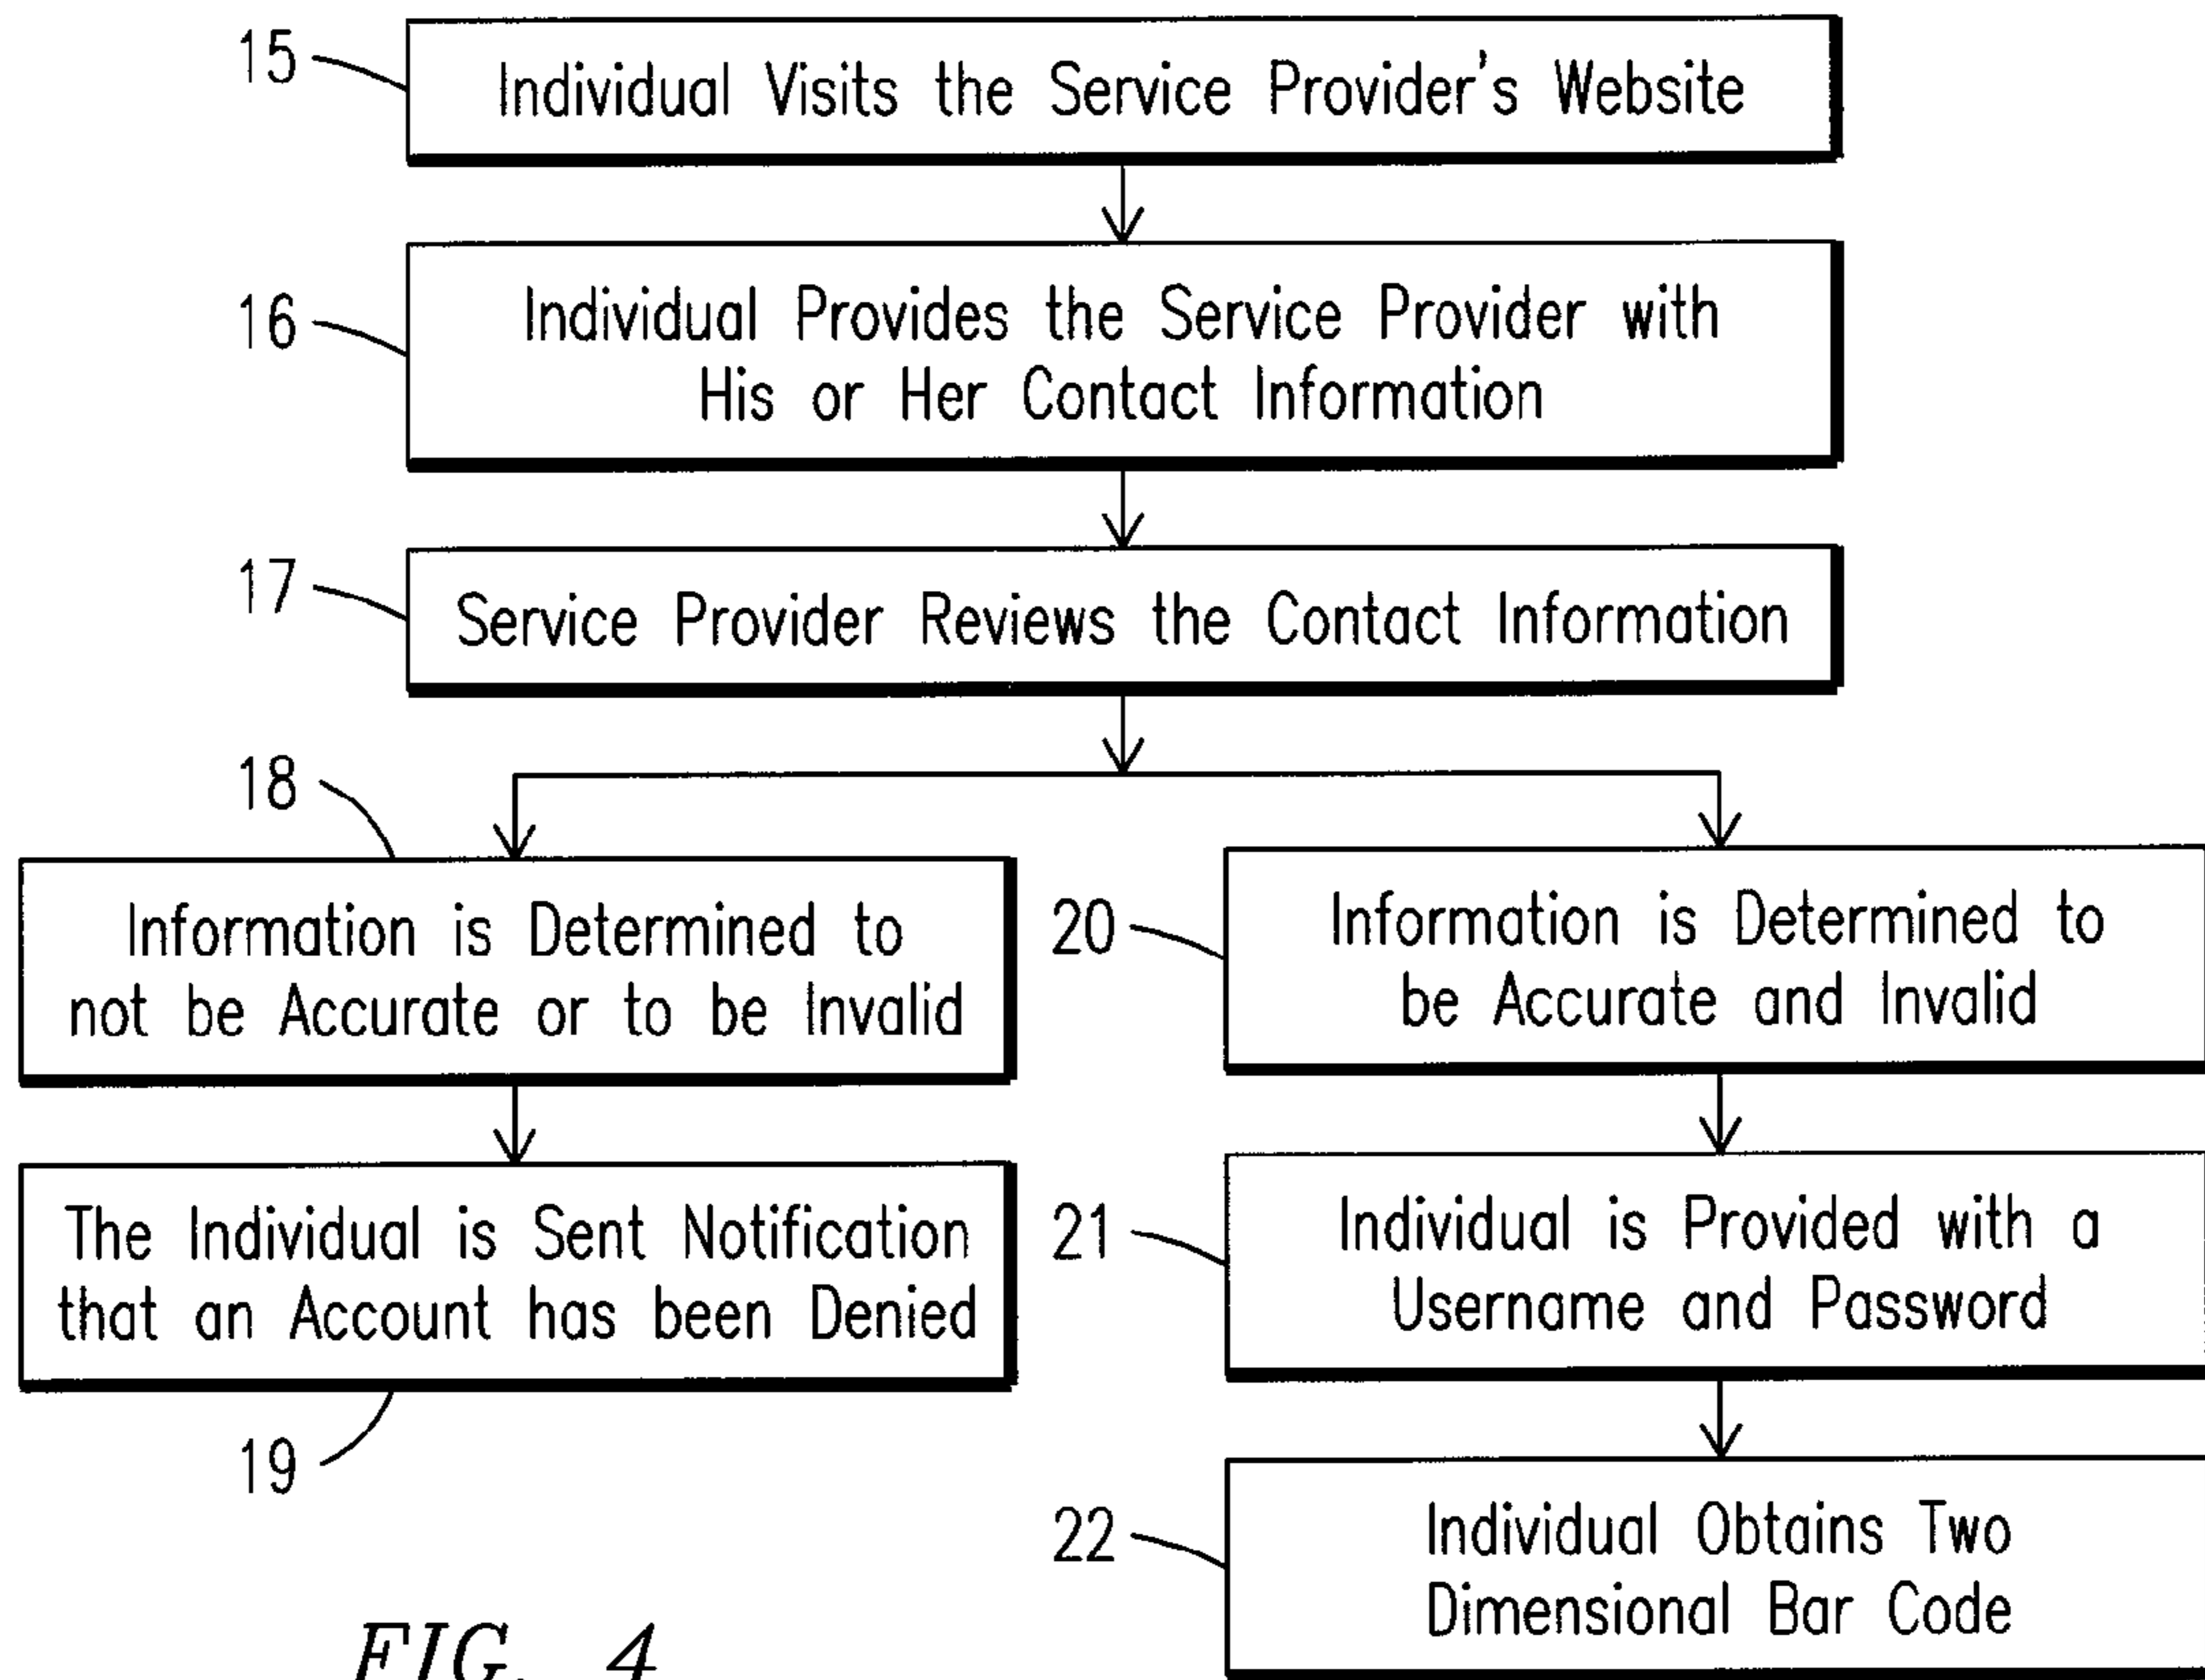 15
Individual Visits the Service Provider's Website
16
Individual Provides the Service Provider with
His or Her Contact Information
17
Service Provider Reviews the Contact Information
18
Information is Determined to
not be Accurate or to be Invalid
20
Information is Determined to
be Accurate and Invalid
The Individual is Sent Notification
that an Account has been Denied
19
21
Individual is Provided with a
Username and Password
22
Individual Obtains Two
Dimensional Bar Code
FIG. 4